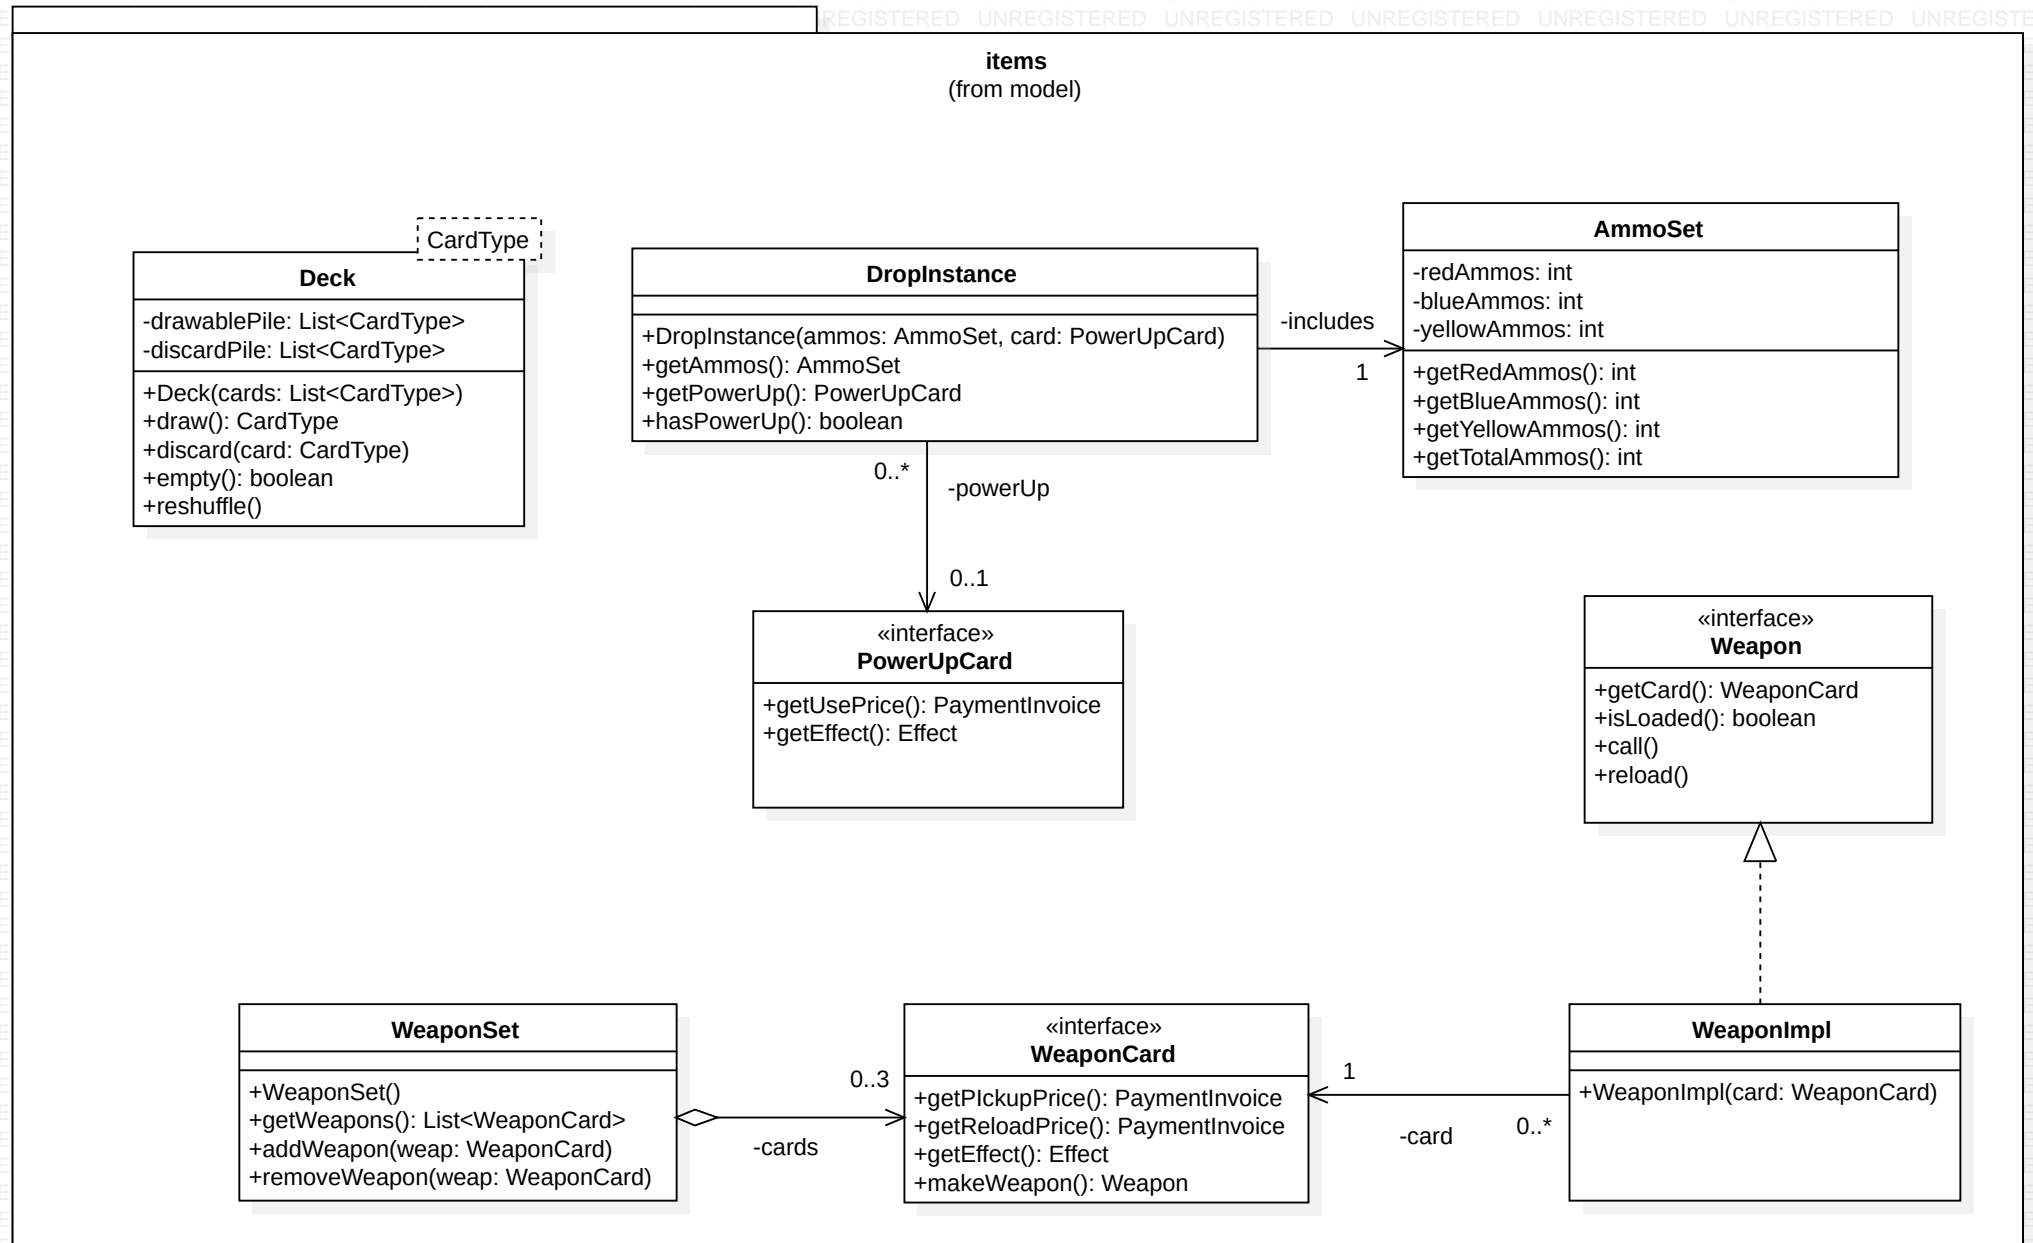 REGISTERED UNREGISTERED UNREGISTERED UNREGISTERED UNREGISTERED UNREGISTERED UNREGISTE
items
(from model)
CardType
Deck
-drawablePile: List<CardType>
-discardPile: List<CardType>
+Deck(cards: List<CardType>)
+draw(): CardType
+discard(card: CardType)
+empty(): boolean
+reshuffle()
DropInstance
+DropInstance(ammos: AmmoSet, card: PowerUpCard)
+getAmmos(): AmmoSet
+getPowerUp(): PowerUpCard
+hasPowerUp(): boolean
-includes
1
AmmoSet
-redAmmos: int
-blueAmmos: int
-yellowAmmos: int
+getRedAmmos(): int
+getBlueAmmos(): int
+getYellowAmmos(): int
+getTotalAmmos(): int
0..*
-powerUp
0..1
«interface»
PowerUpCard
+getUsePrice(): PaymentInvoice
+getEffect(): Effect
«interface»
Weapon
+getCard(): WeaponCard
+isLoaded(): boolean
+call()
+reload()
WeaponSet
+WeaponSet()
+getWeapons(): List<WeaponCard>
+addWeapon(weap: WeaponCard)
+removeWeapon(weap: WeaponCard)
0..3
-cards
«interface»
WeaponCard
+getPIckupPrice(): PaymentInvoice
+getReloadPrice(): PaymentInvoice
+getEffect(): Effect
+makeWeapon(): Weapon
1
-card
0..*
WeaponImpl
+WeaponImpl(card: WeaponCard)